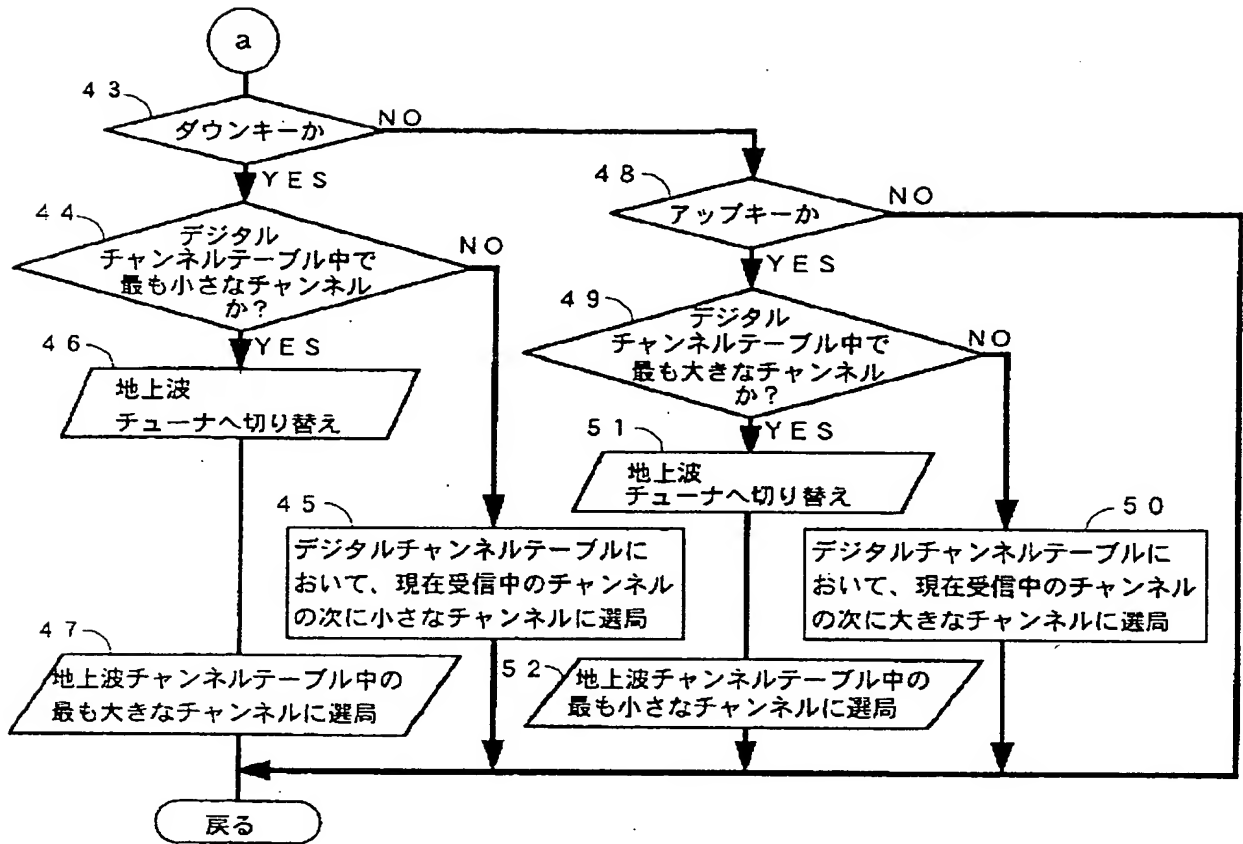 a
４３
ダウンキーか
NO
YES
４４
デジタル
チャンネルテーブル中で
最も小さなチャンネル
か？
NO
YES
４６
地上波
チューナへ切り替え
４５
デジタルチャンネルテーブルに
おいて、現在受信中のチャンネル
の次に小さなチャンネルに選局
４７
地上波チャンネルテーブル中の
最も大きなチャンネルに選局
４８
アップキーか
NO
YES
４９
デジタル
チャンネルテーブル中で
最も大きなチャンネル
か？
NO
YES
５１
地上波
チューナへ切り替え
５０
デジタルチャンネルテーブルに
おいて、現在受信中のチャンネル
の次に大きなチャンネルに選局
５２
地上波チャンネルテーブル中の
最も小さなチャンネルに選局
戻る